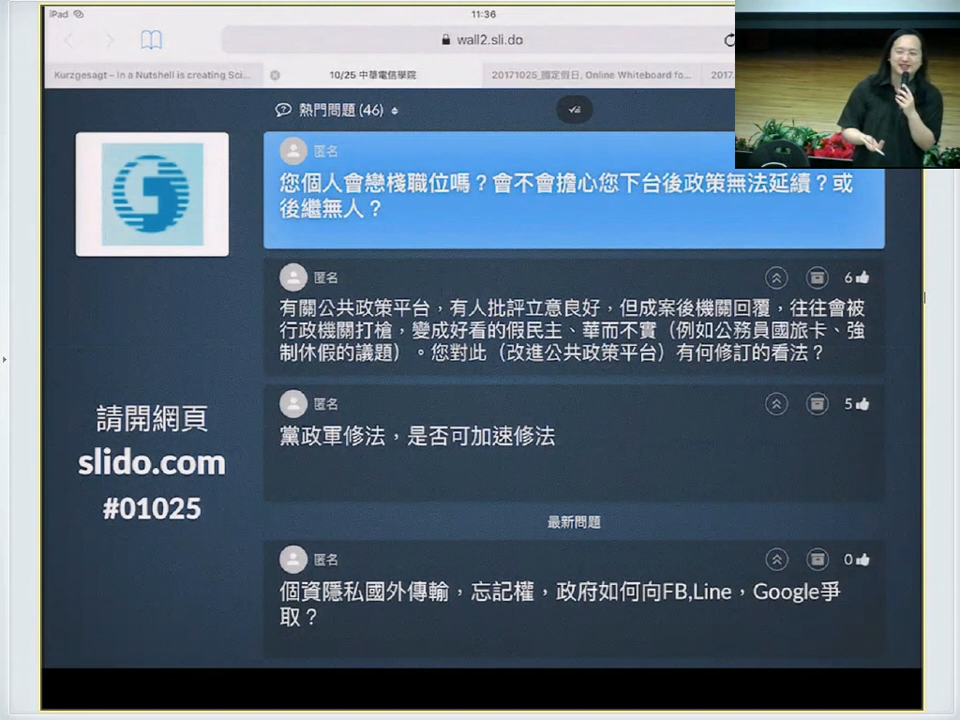 iPad
11:36
wall2.sli.do
Kurzgesagt – In a Nutshell is creating Sci...
10/25 中華電信學院
20171025_國定假日, Online Whiteboard fo...
2017.
熱門問題 (46)
匿名
您個人會戀棧職位嗎？會不會擔心您下台後政策無法延續？或
後繼無人？
匿名
6
有關公共政策平台，有人批評立意良好，但成案後機關回覆，往往會被
行政機關打槍，變成好看的假民主、華而不實（例如公務員國旅卡、強
制休假的議題）。您對此（改進公共政策平台）有何修訂的看法？
匿名
5
黨政軍修法，是否可加速修法
請開網頁
slido.com
#01025
最新問題
匿名
0
個資隱私國外傳輸，忘記權，政府如何向FB,Line，Google爭
取？